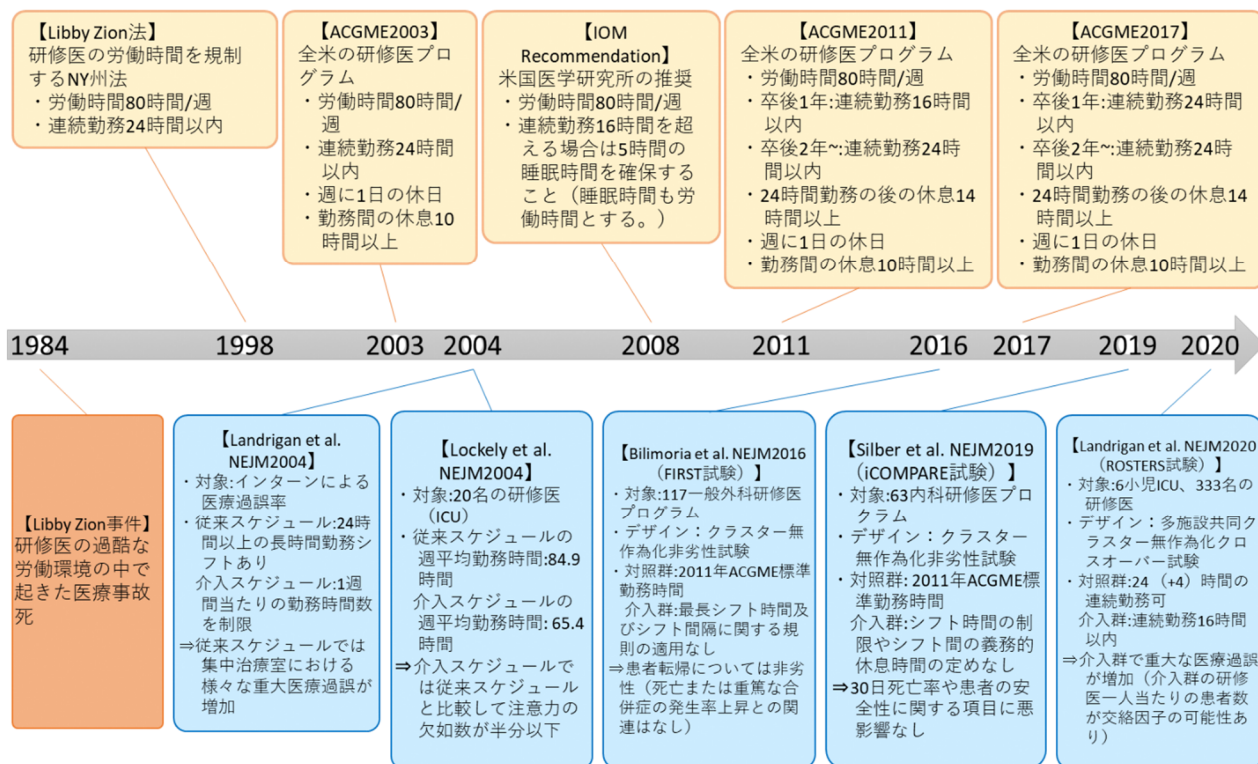 【Libby Zion法】
研修医の労働時間を規制
するNY州法
・労働時間80時間/週
・連続勤務24時間以内
【ACGME2003】
全米の研修医プロ
グラム
・労働時間80時間/
週
・連続勤務24時間
以内
・週に1日の休日
・勤務間の休息10
時間以上
【IOM
Recommendation】
米国医学研究所の推奨
・労働時間80時間/週
・連続勤務16時間を超
える場合は5時間の
睡眠時間を確保する
こと（睡眠時間も労
働時間とする。）
【ACGME2011】
全米の研修医プログラム
・労働時間80時間/週
・卒後1年:連続勤務16時間
以内
・卒後2年~:連続勤務24時
間以内
・24時間勤務の後の休息14
時間以上
・週に1日の休日
・勤務間の休息10時間以上
【ACGME2017】
全米の研修医プログラム
・労働時間80時間/週
・卒後1年:連続勤務24時間
以内
・卒後2年~:連続勤務24時
間以内
・24時間勤務の後の休息14
時間以上
・週に1日の休日
・勤務間の休息10時間以上
1984 1998 2003 2004 2008 2011 2016 2017 2019 2020
【Libby Zion事件】
研修医の過酷な
労働環境の中で
起きた医療事故
死
【Landrigan et al.
NEJM2004】
・対象:インターンによる
医療過誤率
・従来スケジュール:24時
間以上の長時間勤務シ
フトあり
介入スケジュール:1週
間当たりの勤務時間数
を制限
⇒従来スケジュールでは
集中治療室における
様々な重大医療過誤が
増加
【Lockely et al.
NEJM2004】
・対象:20名の研修医
（ICU）
・従来スケジュールの
週平均勤務時間:84.9
時間
介入スケジュールの
週平均勤務時間: 65.4
時間
⇒介入スケジュールで
は従来スケジュール
と比較して注意力の
欠如数が半分以下
【Bilimoria et al. NEJM2016
（FIRST試験）】
・対象:117一般外科研修医プ
ログラム
・デザイン：クラスター無
作為化非劣性試験
・対照群:2011年ACGME標準
勤務時間
介入群:最長シフト時間及
びシフト間隔に関する規
則の適用なし
⇒患者転帰については非劣
性（死亡または重篤な合
併症の発生率上昇との関
連はなし）
【Silber et al. NEJM2019
（iCOMPARE試験）】
・対象:63内科研修医プロ
グラム
・デザイン：クラスター
無作為化非劣性試験
・対照群: 2011年ACGME標
準勤務時間
介入群:シフト時間の制
限やシフト間の義務的
休息時間の定めなし
⇒30日死亡率や患者の安
全性に関する項目に悪
影響なし
【Landrigan et al. NEJM2020
（ROSTERS試験）】
・対象:6小児ICU、333名の
研修医
・デザイン：多施設共同ク
ラスター無作為化クロ
スオーバー試験
・対照群:24 （+4）時間の
連続勤務可
介入群:連続勤務16時間
以内
⇒介入群で重大な医療過誤
が増加（介入群の研修
医一人当たりの患者数
が交絡因子の可能性あ
り）